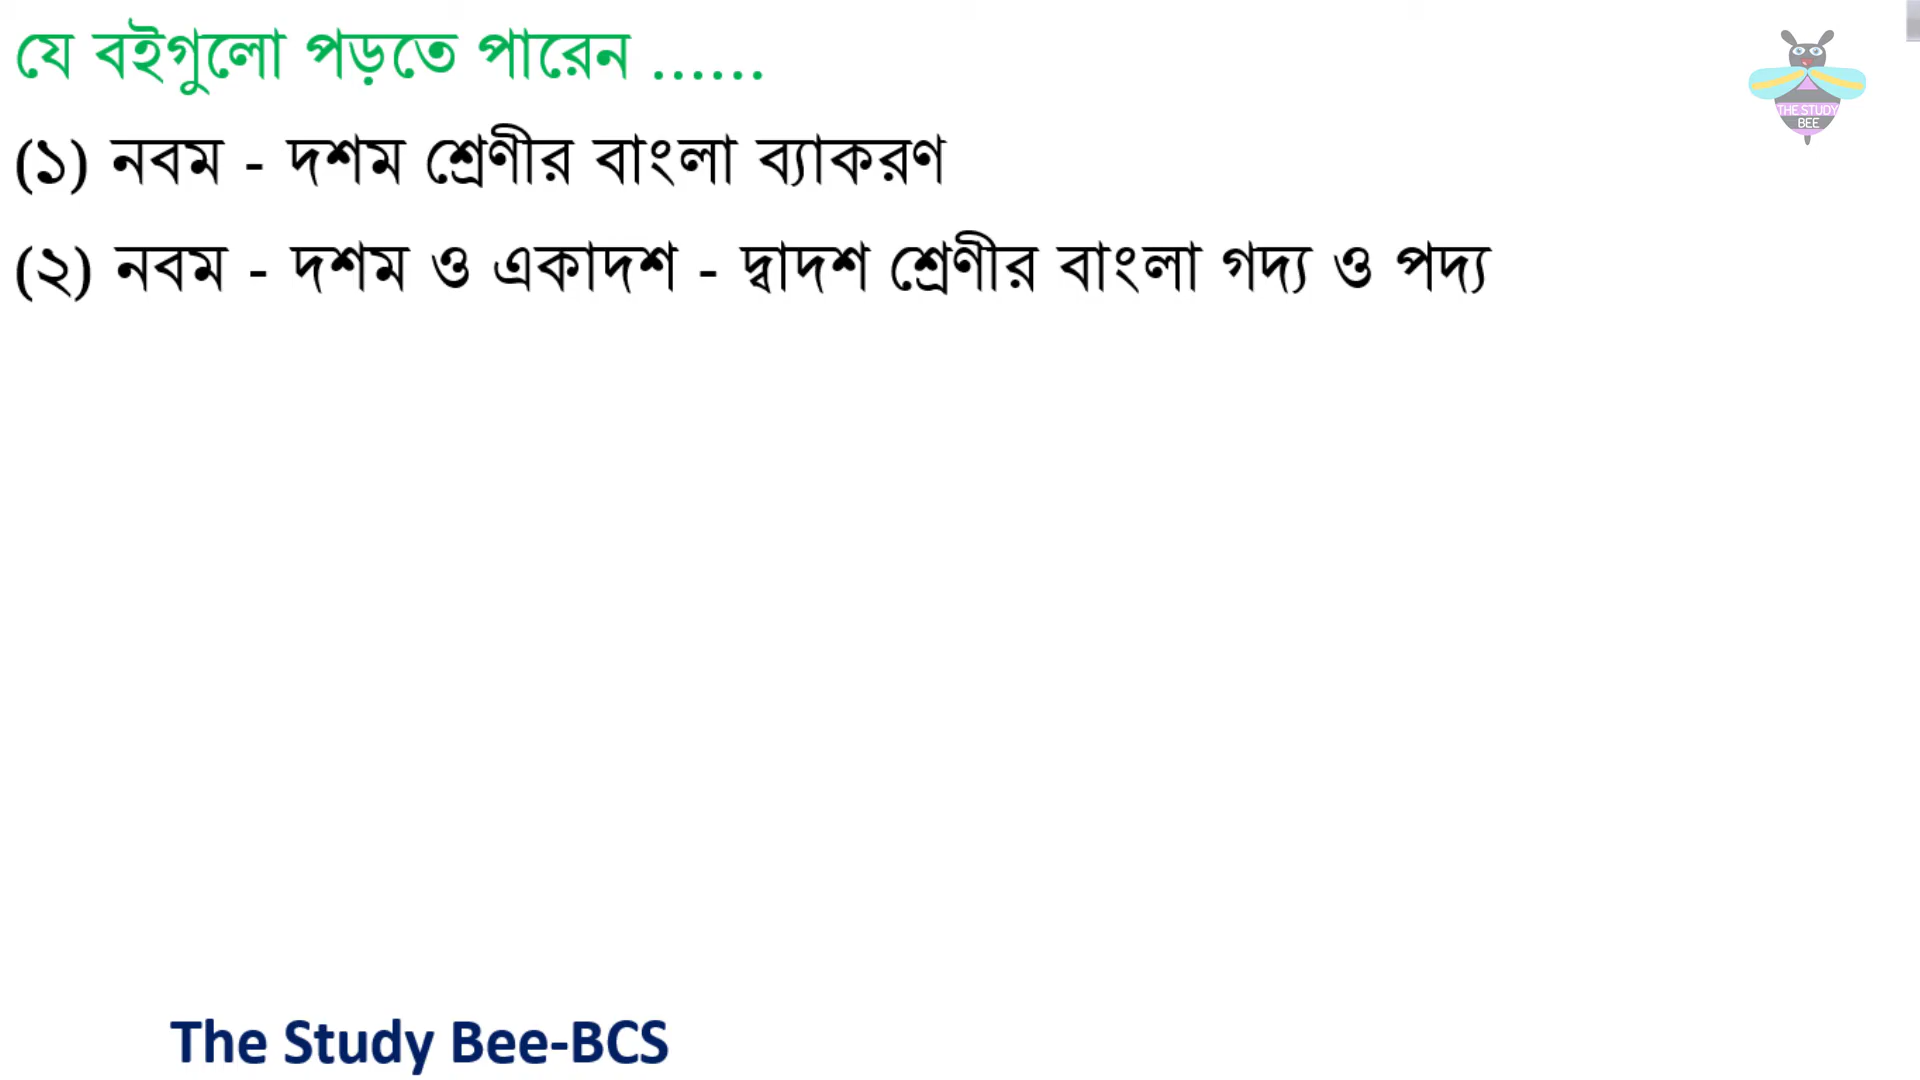 যে বইগুলো পড়তে পারেন ......
(১) নবম - দশম শ্রেণীর বাংলা ব্যাকরণ
(২) নবম - দশম ও একাদশ - দ্বাদশ শ্রেণীর বাংলা গদ্য ও পদ্য
THE STUDY
BEE
The Study Bee-BCS